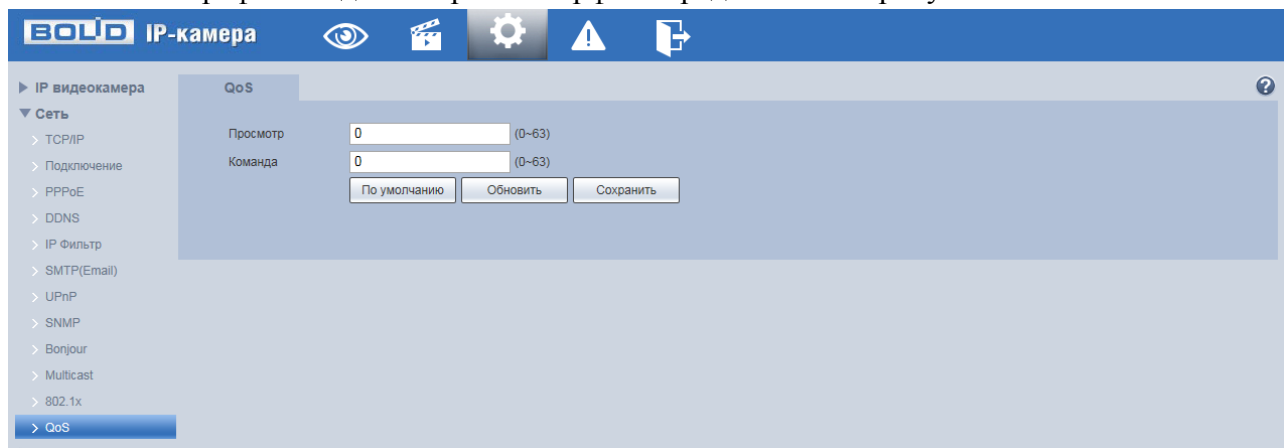 BOLID IP-камера
IP видеокамера
QoS
Сеть
TCP/IP
Просмотр 0 (0~63)
Подключение
Команда 0 (0~63)
PPPoE
По умолчанию Обновить Сохранить
DDNS
IP Фильтр
SMTP(Email)
UPnP
SNMP
Bonjour
Multicast
802.1x
QoS